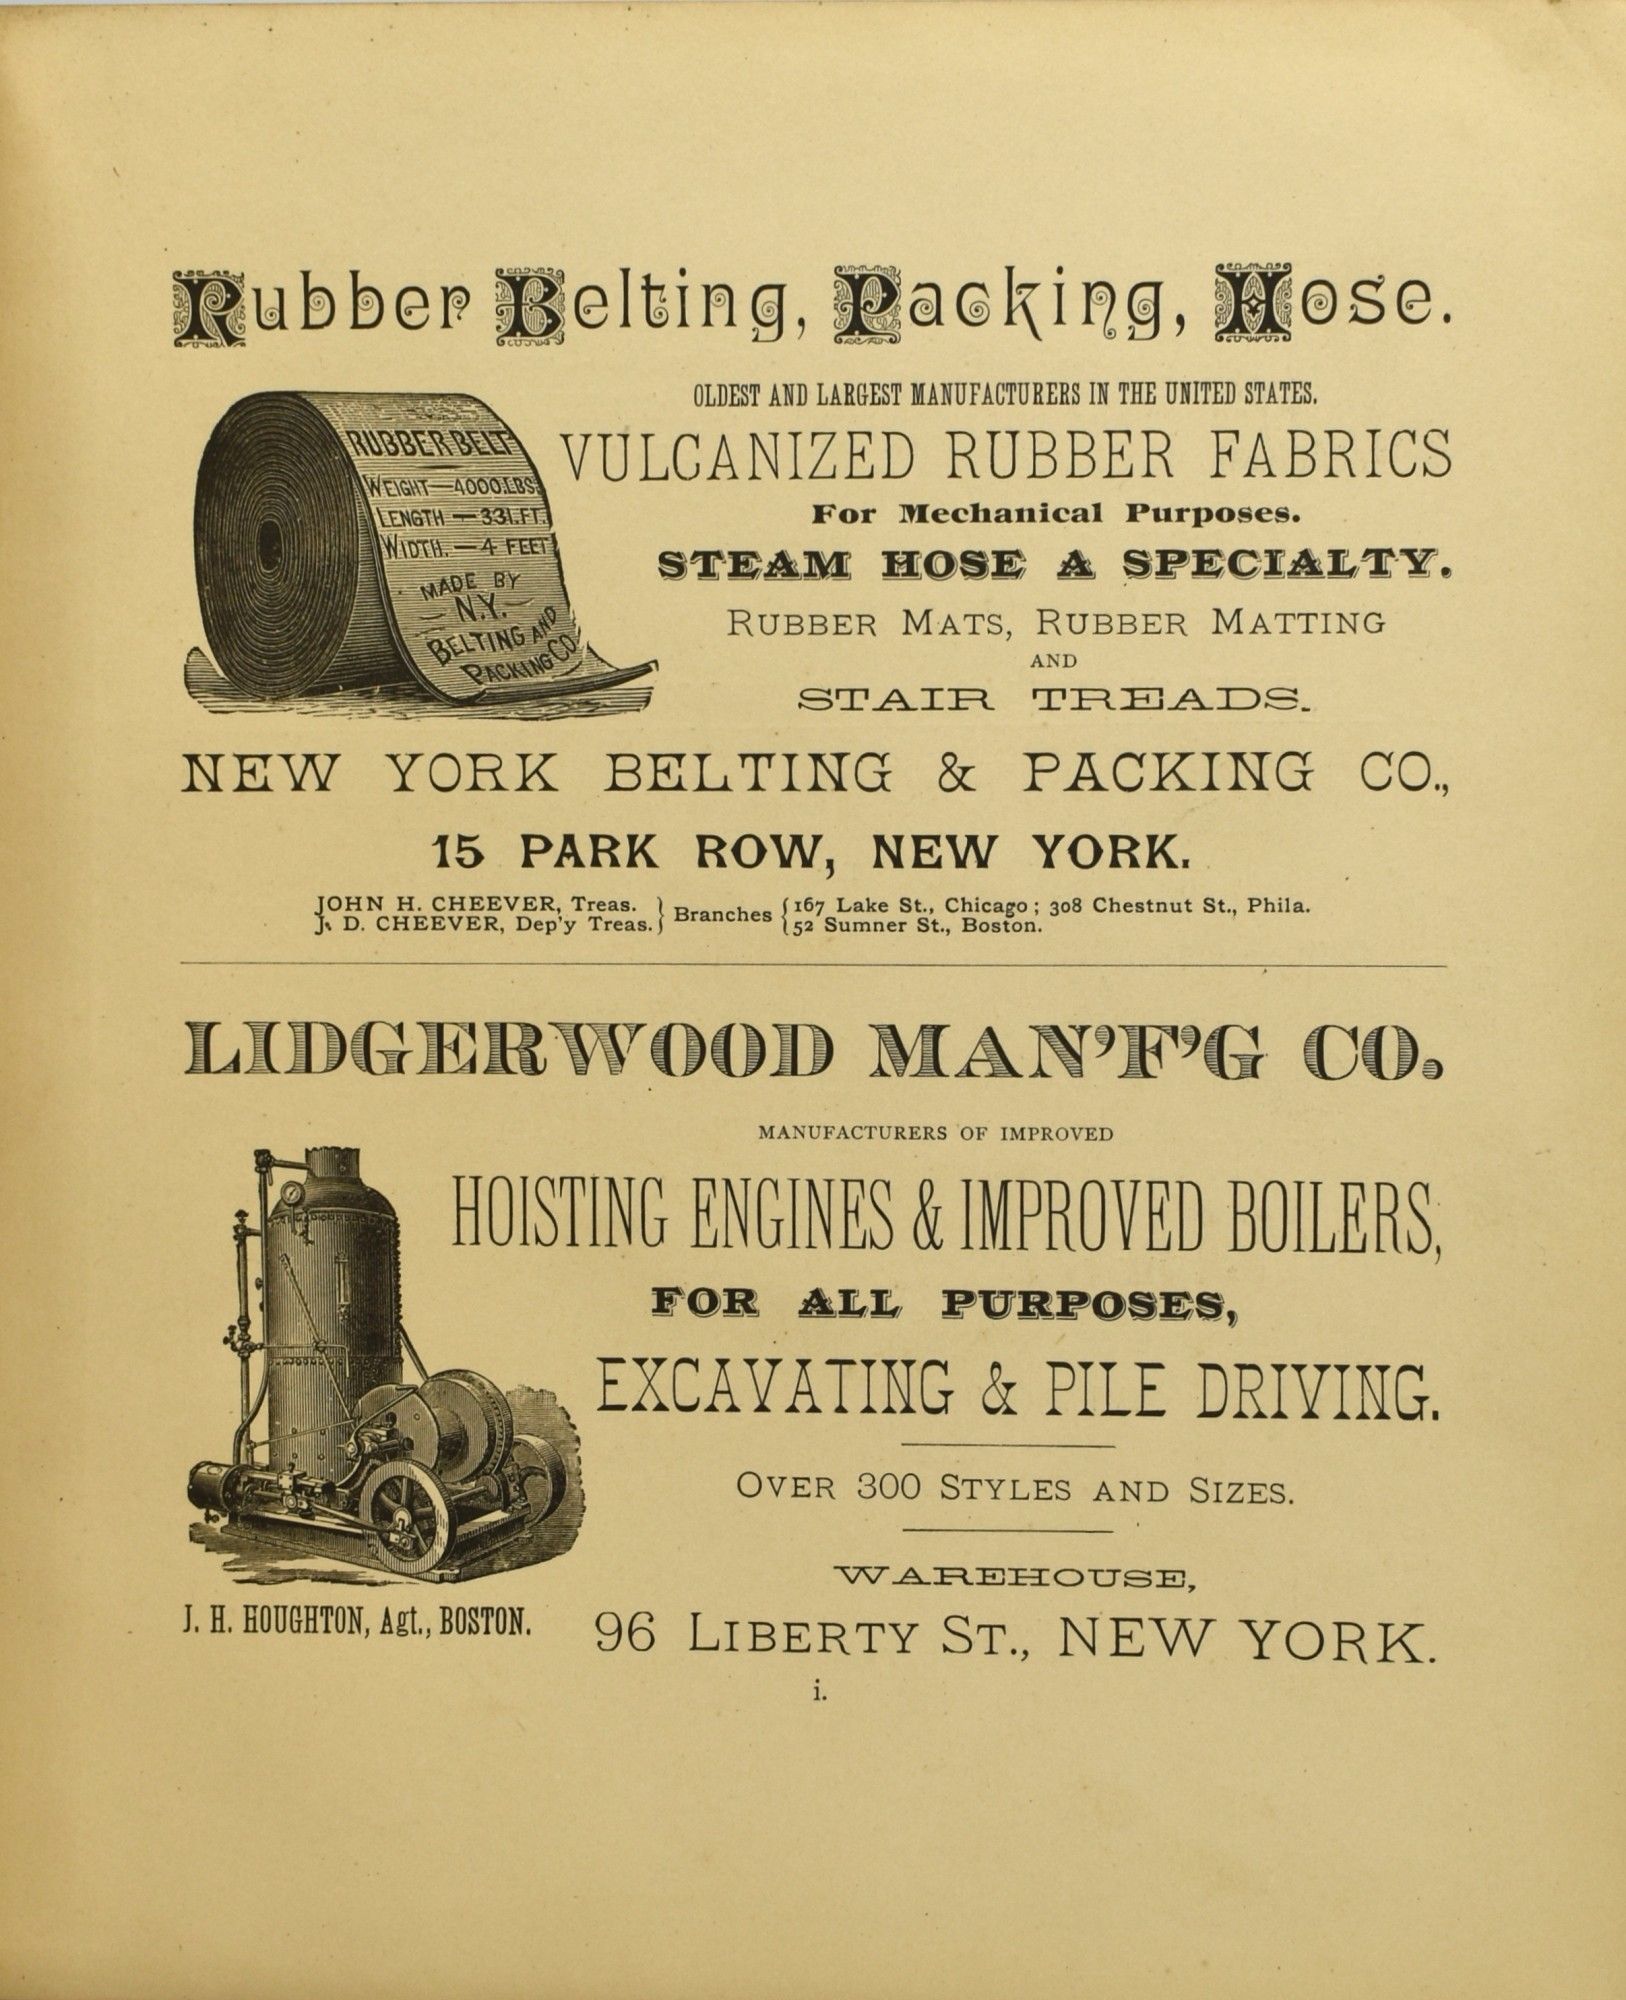 Rubber Belting, Packing, Hose.
OLDEST AND LARGEST MANUFACTURERS IN THE UNITED STATES.
RUBBER BELT
WEIGHT—4000.LBS.
LENGTH—331.FT.
WIDTH.—4 FEET
MADE BY
N.Y.
BELTING AND
PACKING CO
VULCANIZED RUBBER FABRICS
For Mechanical Purposes.
STEAM HOSE A SPECIALTY.
RUBBER MATS, RUBBER MATTING
AND
STAIR TREADS.
NEW YORK BELTING & PACKING CO.,
15 PARK ROW, NEW YORK.
JOHN H. CHEEVER, Treas. } Branches { 167 Lake St., Chicago; 308 Chestnut St., Phila.
J. D. CHEEVER, Dep'y Treas. } { 52 Sumner St., Boston.
LIDGERWOOD MAN'F'G CO.
MANUFACTURERS OF IMPROVED
HOISTING ENGINES & IMPROVED BOILERS,
FOR ALL PURPOSES,
EXCAVATING & PILE DRIVING.
OVER 300 STYLES AND SIZES.
WAREHOUSE,
J. H. HOUGHTON, Agt., BOSTON.
96 LIBERTY ST., NEW YORK.
i.